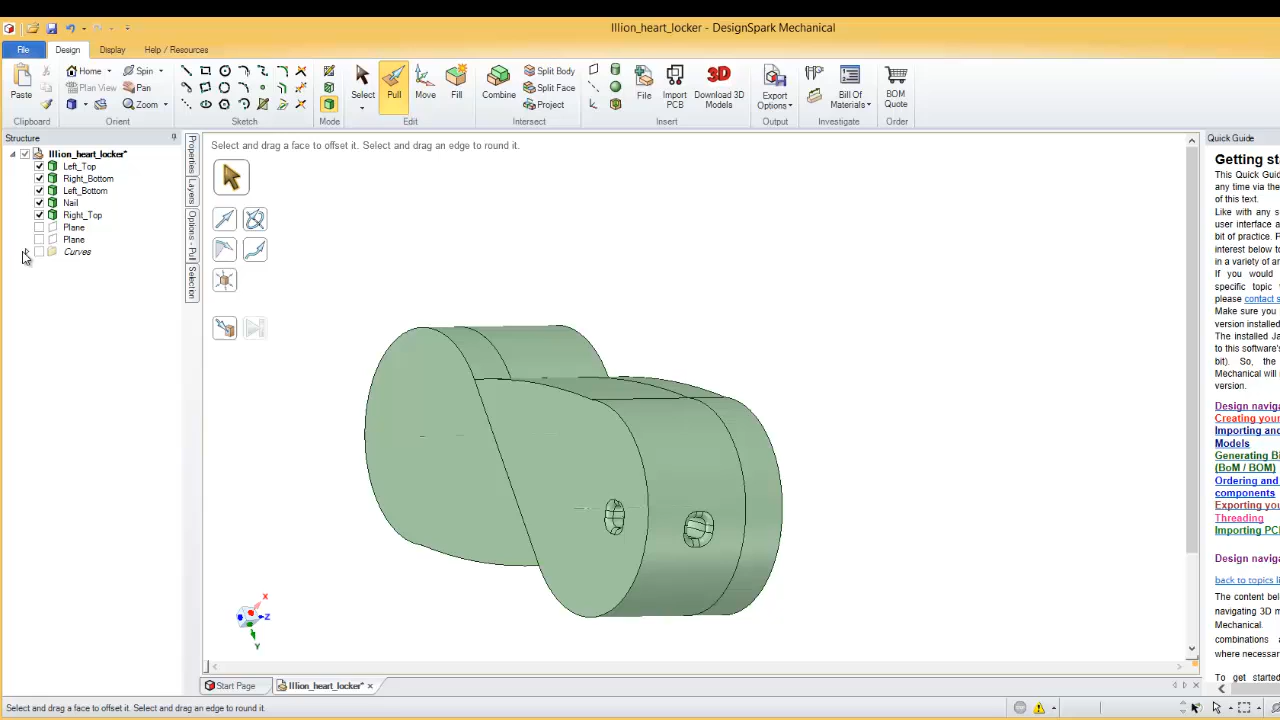 Illion_heart_locker - DesignSpark Mechanical
File Design Display Help / Resources
Paste
Home Spin
Plan View Pan
Zoom
Select Pull Move Fill
Combine
Split Body
Split Face
Project
File Import PCB Download 3D Models
Export Options
Bill Of Materials
BOM Quote
Clipboard Orient Sketch Mode Edit Intersect Insert Output Investigate Order
Structure
Illion_heart_locker*
Left_Top
Right_Bottom
Left_Bottom
Nail
Right_Top
Plane
Plane
Curves
Properties
Layers
Options - Pull
Selection
Select and drag a face to offset it. Select and drag an edge to round it.
X
Z
Y
Quick Guide
Getting st
This Quick Guid
any time via the
of this text.
Like with any s
user interface a
bit of practice. F
interest below to
in a variety of ar
If you would
specific topic
please contact s
Make sure you
version installed
The installed Ja
to this software's
bit). So, the
Mechanical will
version.
Design naviga
Creating your
Importing and
Models
Generating Bi
(BoM / BOM)
Ordering and
components
Exporting you
Threading
Importing PCB
Design naviga
back to topics li
The content bel
navigating 3D m
Mechanical.
combinations a
where necessar
To get started
Start Page Illion_heart_locker*
Select and drag a face to offset it. Select and drag an edge to round it.